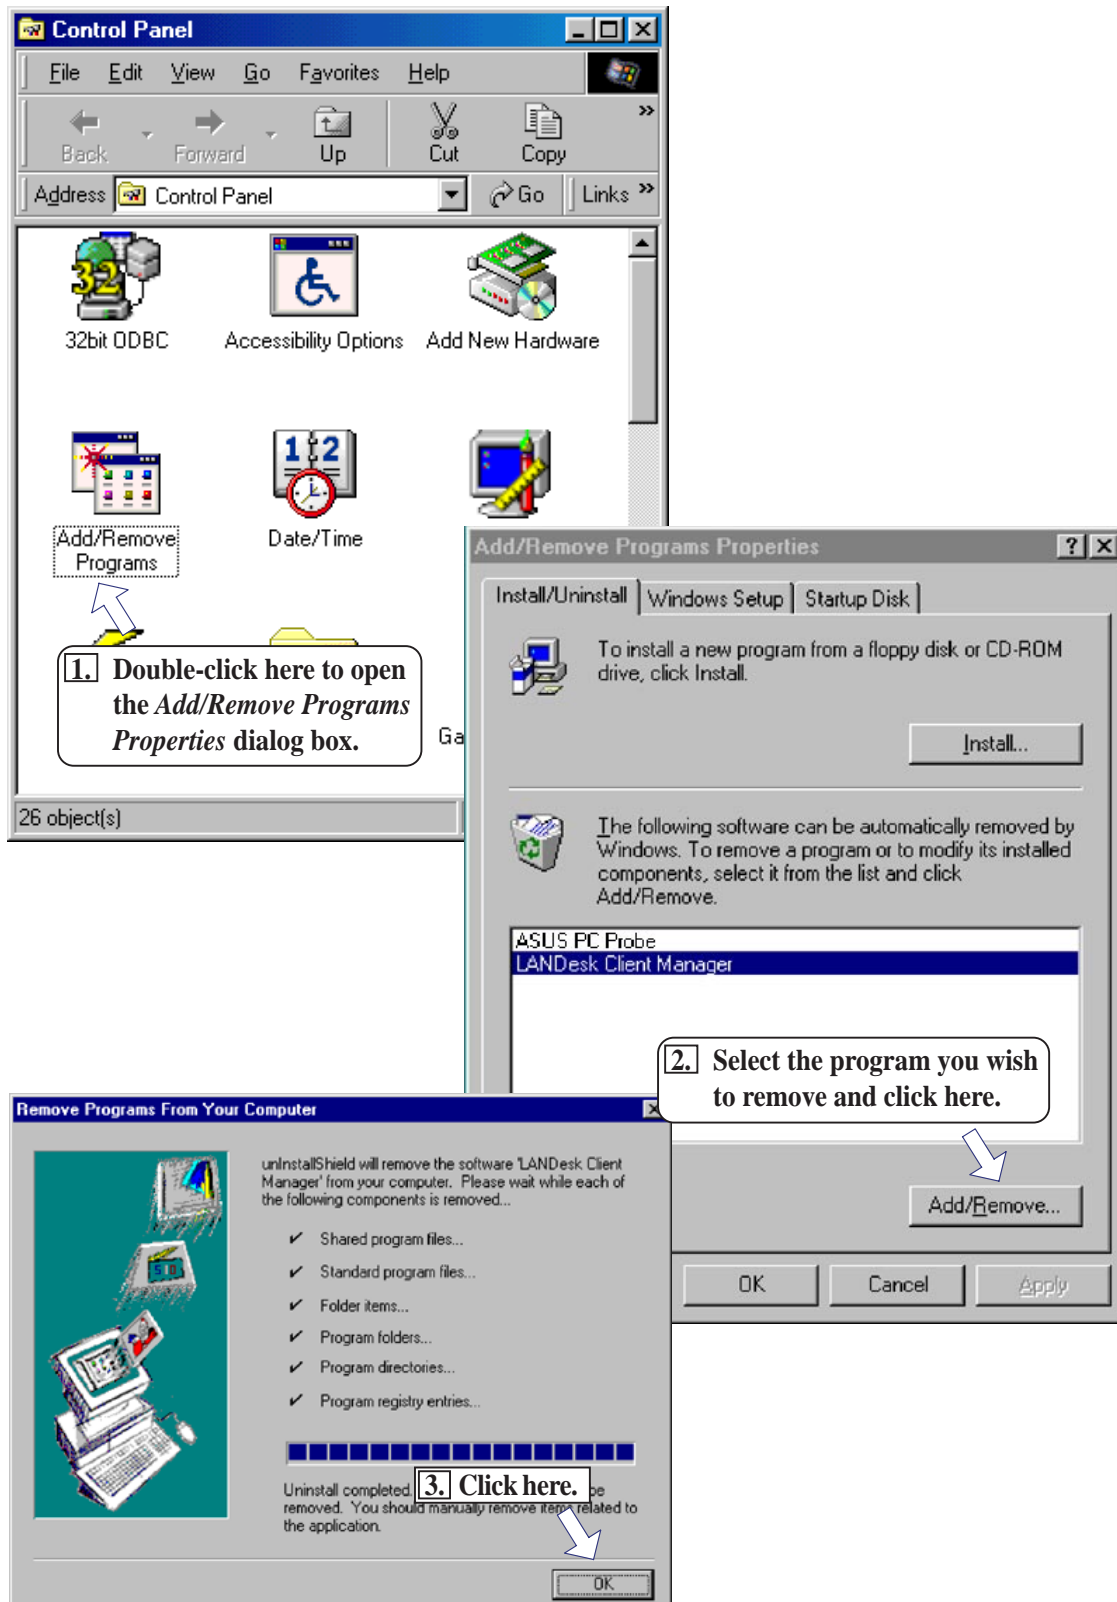 Control Panel
File Edit View Go Favorites Help
Back Forward Up Cut Copy »
Address Control Panel Go Links »
32
32bit ODBC Accessibility Options Add New Hardware
1 2
Add/Remove Date/Time
Programs
1. Double-click here to open
the Add/Remove Programs
Properties dialog box.
Ga
26 object(s)
Add/Remove Programs Properties ? X
Install/Uninstall Windows Setup Startup Disk
To install a new program from a floppy disk or CD-ROM
drive, click Install.
Install...
The following software can be automatically removed by
Windows. To remove a program or to modify its installed
components, select it from the list and click
Add/Remove.
ASUS PC Probe
LANDesk Client Manager
2. Select the program you wish
to remove and click here.
Add/Remove...
OK Cancel Apply
Remove Programs From Your Computer
unInstallShield will remove the software 'LANDesk Client
Manager' from your computer. Please wait while each of
the following components is removed...
✔ Shared program files...
✔ Standard program files...
✔ Folder items...
✔ Program folders...
✔ Program directories...
✔ Program registry entries...
Uninstall completed. be
removed. You should manually remove items related to
the application.
3. Click here.
OK